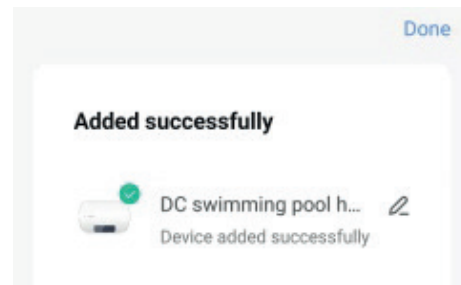 Done
Added successfully
DC swimming pool h...
Device added successfully